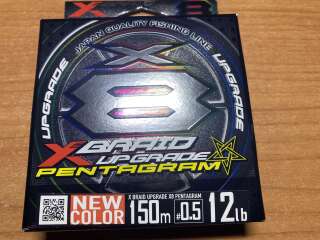 X
JAPAN QUALITY FISHING LINE
UPGRADE
UPGRADE
X
8
X BRAID
UPGRADE
PENTAGRAM
NEW
COLOR
X BRAID UPGRADE X8 PENTAGRAM
150m #0.5 12lb